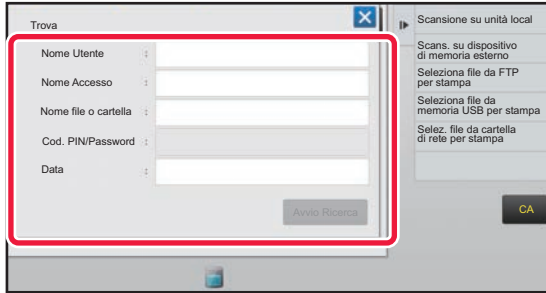 Trova
Nome Utente :
Nome Accesso :
Nome file o cartella :
Cod. PIN/Password :
Data :
Avvio Ricerca
Scansione su unità local
Scans. su dispositivo
di memoria esterno
Seleziona file da FTP
per stampa
Seleziona file da
memoria USB per stampa
Selez. file da cartella
di rete per stampa
CA